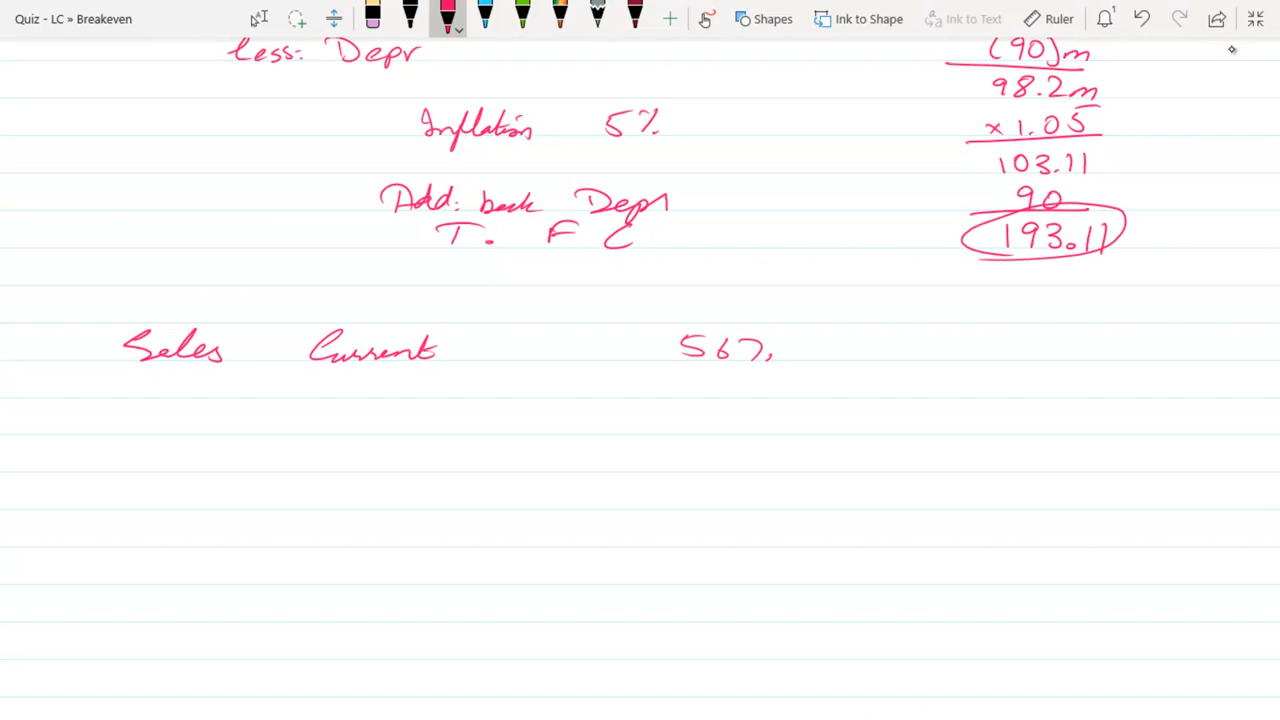 Quiz - LC » Breakeven
Shapes Ink to Shape Ink to Text Ruler
less: Depr (90)m
98.2m
Inflation 5% x 1.05
103.11
Add: back Depr 90
T. F C 193.11
Sales Current 567,